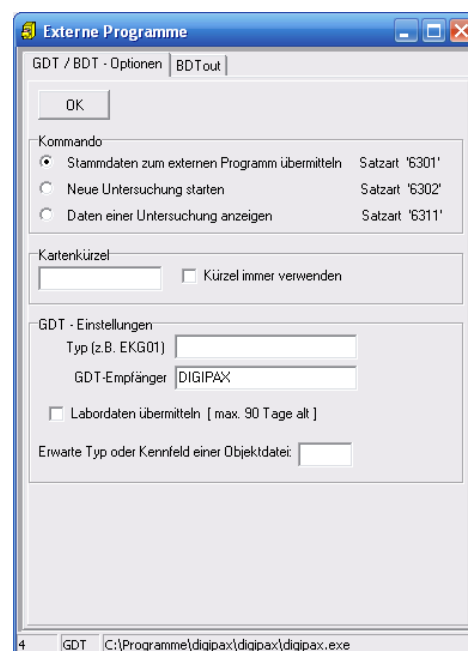 Externe Programme
GDT / BDT - Optionen BDTout
OK
Kommando
Stammdaten zum externen Programm übermitteln Satzart '6301'
Neue Untersuchung starten Satzart '6302'
Daten einer Untersuchung anzeigen Satzart '6311'
Kartenkürzel
Kürzel immer verwenden
GDT - Einstellungen
Typ (z.B. EKG01)
GDT-Empfänger DIGIPAX
Labordaten übermitteln [ max. 90 Tage alt ]
Erwarte Typ oder Kennfeld einer Objektdatei:
4 GDT C:\Programme\digipax\digipax\digipax.exe